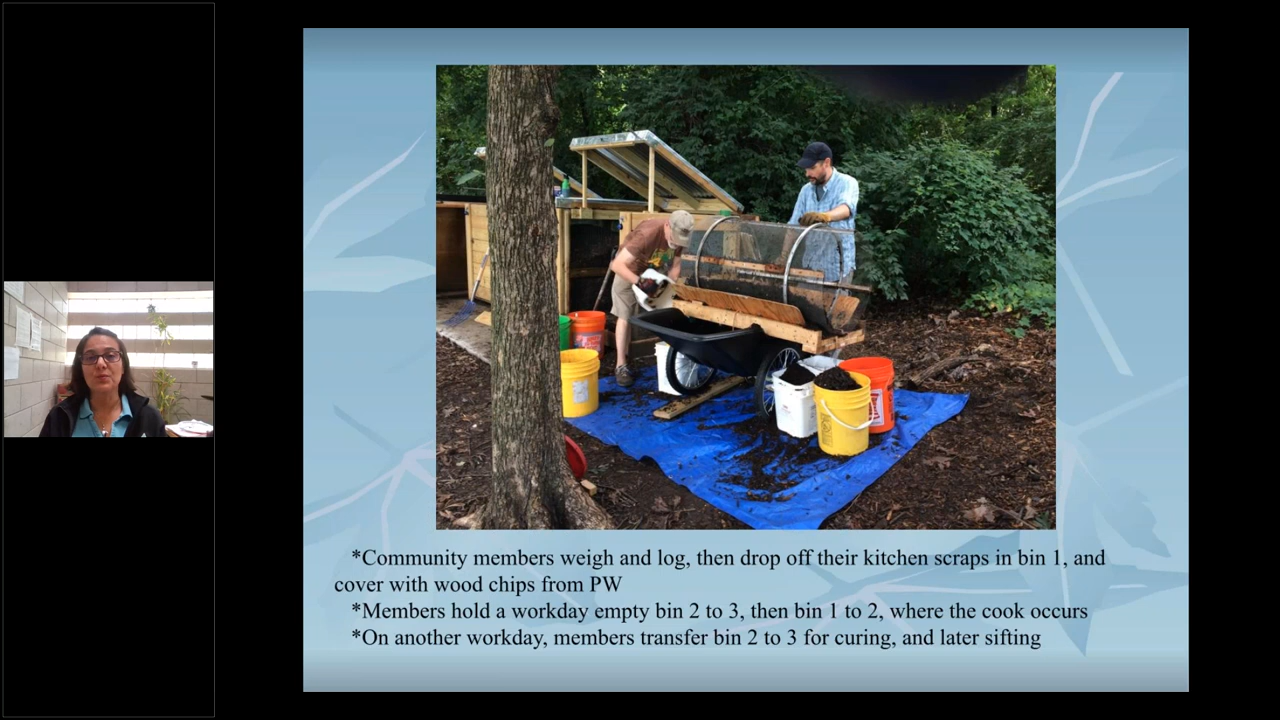 *Community members weigh and log, then drop off their kitchen scraps in bin 1, and
cover with wood chips from PW
*Members hold a workday empty bin 2 to 3, then bin 1 to 2, where the cook occurs
*On another workday, members transfer bin 2 to 3 for curing, and later sifting